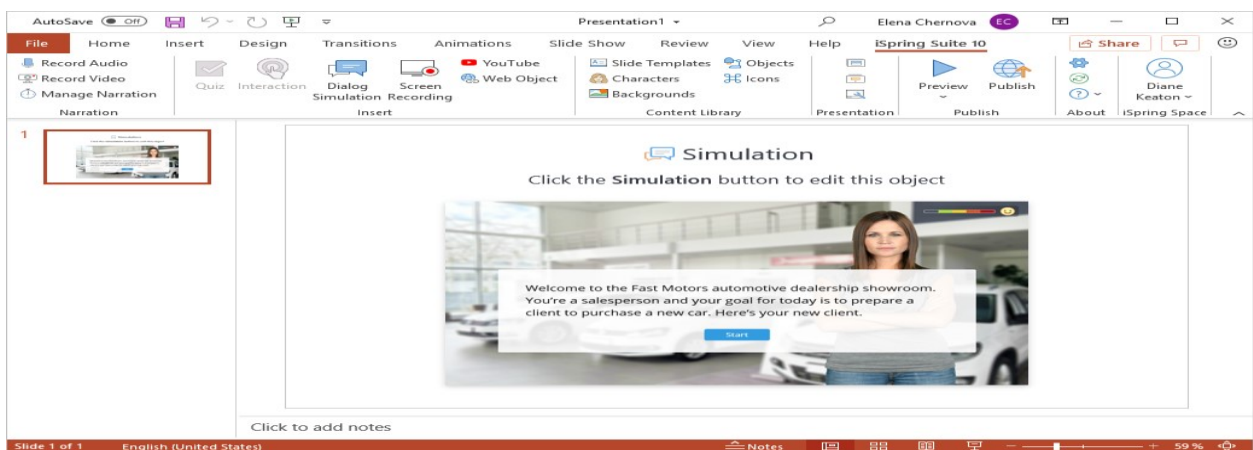 AutoSave Off Presentation1 Elena Chernova EC
File Home Insert Design Transitions Animations Slide Show Review View Help iSpring Suite 10 Share
Record Audio
Record Video
Manage Narration
Narration
Quiz Interaction Dialog Simulation Screen Recording
YouTube
Web Object
Insert
Slide Templates Objects
Characters Icons
Backgrounds
Content Library
Presentation
Preview Publish
Publish
About
Diane Keaton
iSpring Space
1
Simulation
Click the Simulation button to edit this object
Welcome to the Fast Motors automotive dealership showroom.
You're a salesperson and your goal for today is to prepare a
client to purchase a new car. Here's your new client.
Start
Click to add notes
Slide 1 of 1 English (United States) Notes 59 %